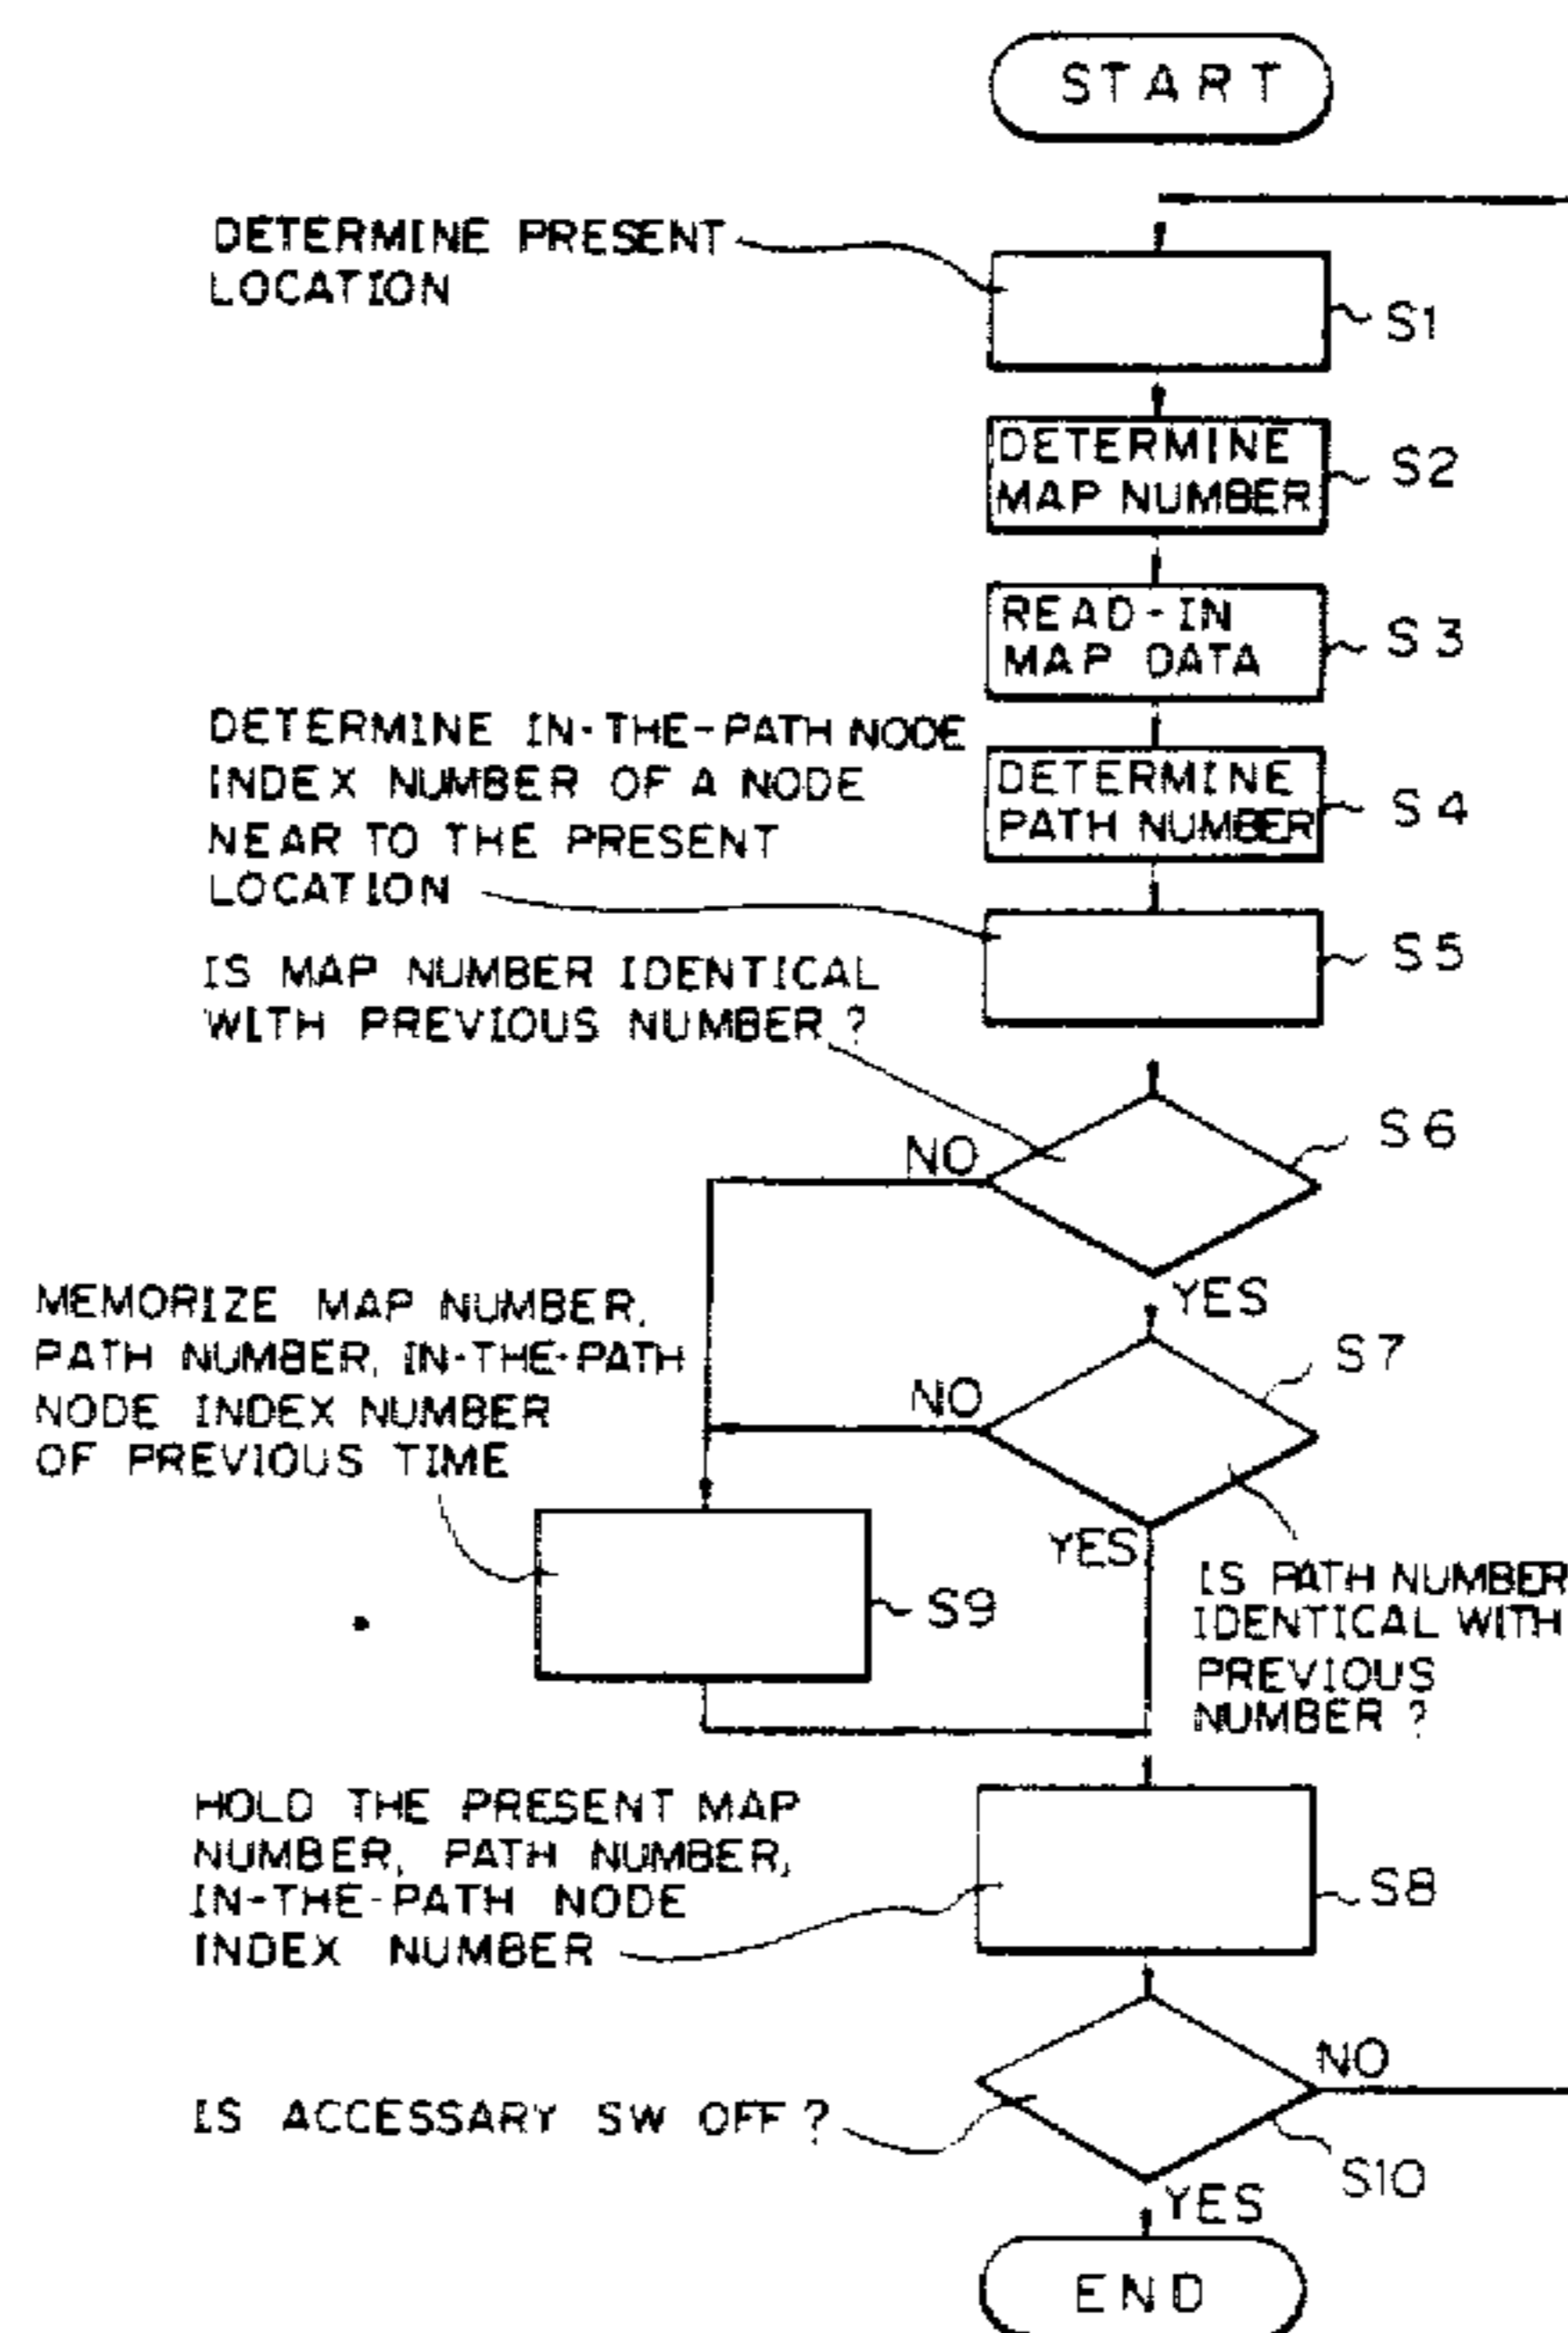 START
DETERMINE PRESENT
LOCATION
S1
DETERMINE
MAP NUMBER
S2
READ-IN
MAP DATA
S3
DETERMINE IN-THE-PATH NODE
INDEX NUMBER OF A NODE
NEAR TO THE PRESENT
LOCATION
DETERMINE
PATH NUMBER
S4
S5
IS MAP NUMBER IDENTICAL
WITH PREVIOUS NUMBER?
NO
S6
YES
MEMORIZE MAP NUMBER,
PATH NUMBER, IN-THE-PATH
NODE INDEX NUMBER
OF PREVIOUS TIME
NO
S7
YES
IS PATH NUMBER
IDENTICAL WITH
PREVIOUS
NUMBER?
S9
HOLD THE PRESENT MAP
NUMBER, PATH NUMBER,
IN-THE-PATH NODE
INDEX NUMBER
S8
IS ACCESSARY SW OFF?
NO
S10
YES
END